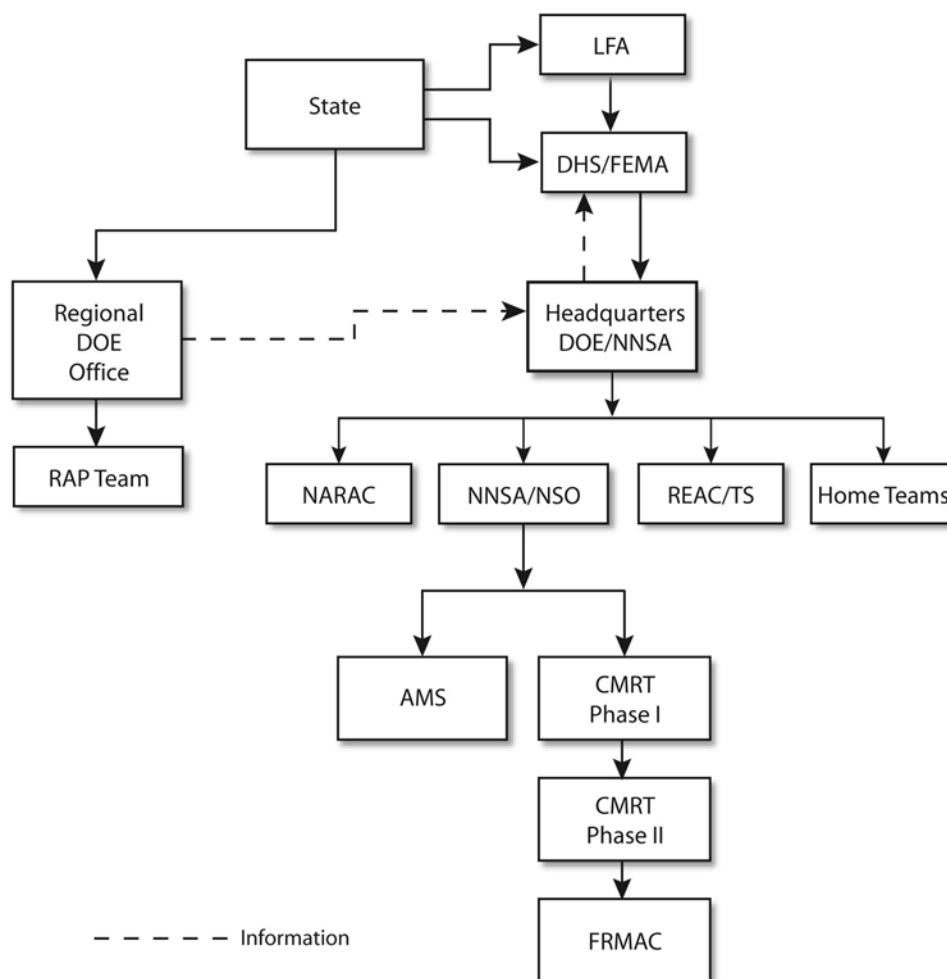 LFA
State
DHS/FEMA
Regional
DOE
Office
Headquarters
DOE/NNSA
RAP Team
NARAC
NNSA/NSO
REAC/TS
Home Teams
AMS
CMRT
Phase I
CMRT
Phase II
FRMAC
Information